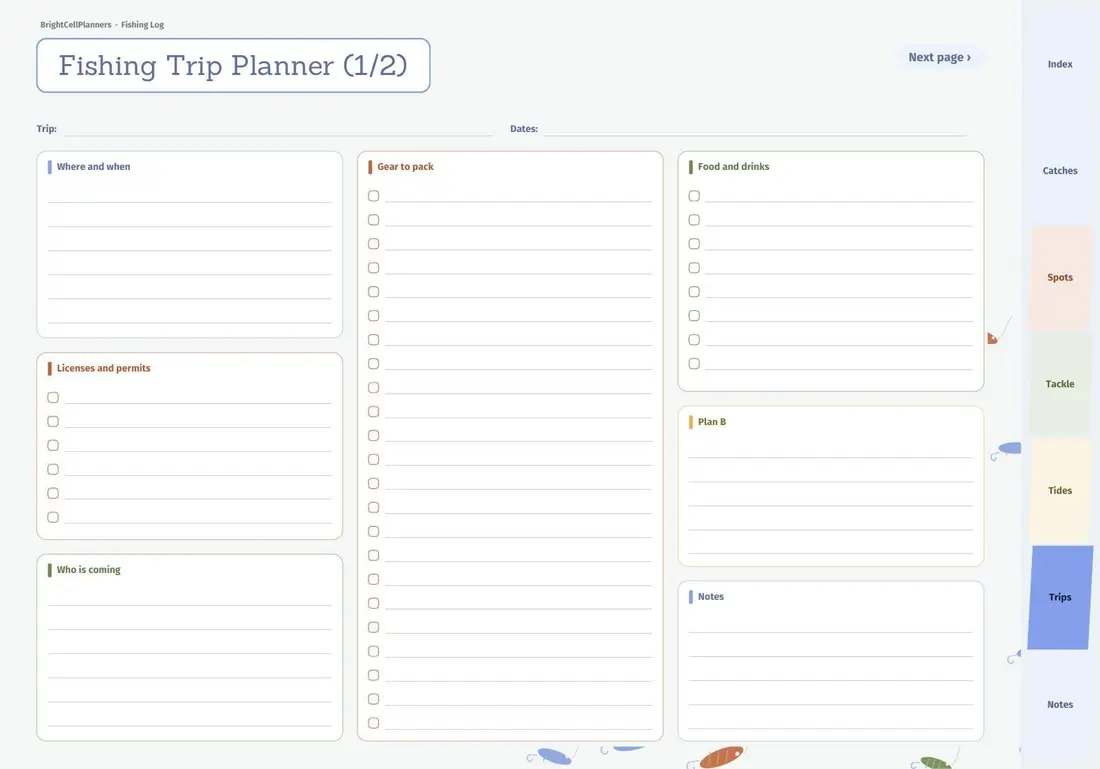 BrightCellPlanners - Fishing Log
Fishing Trip Planner (1/2)
Next page ›
Trip:
Dates:
Where and when
Licenses and permits
Who is coming
Gear to pack
Food and drinks
Plan B
Notes
Index
Catches
Spots
Tackle
Tides
Trips
Notes